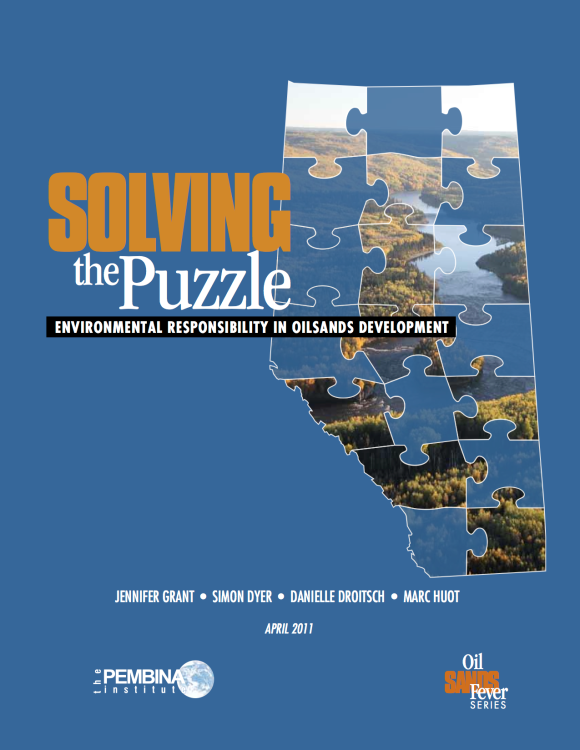 SOLVING
the Puzzle
ENVIRONMENTAL RESPONSIBILITY IN OILSANDS DEVELOPMENT
JENNIFER GRANT • SIMON DYER • DANIELLE DROITSCH • MARC HUOT
APRIL 2011
the PEMBINA
institut
Oil
SANDS
Fever
SERIES